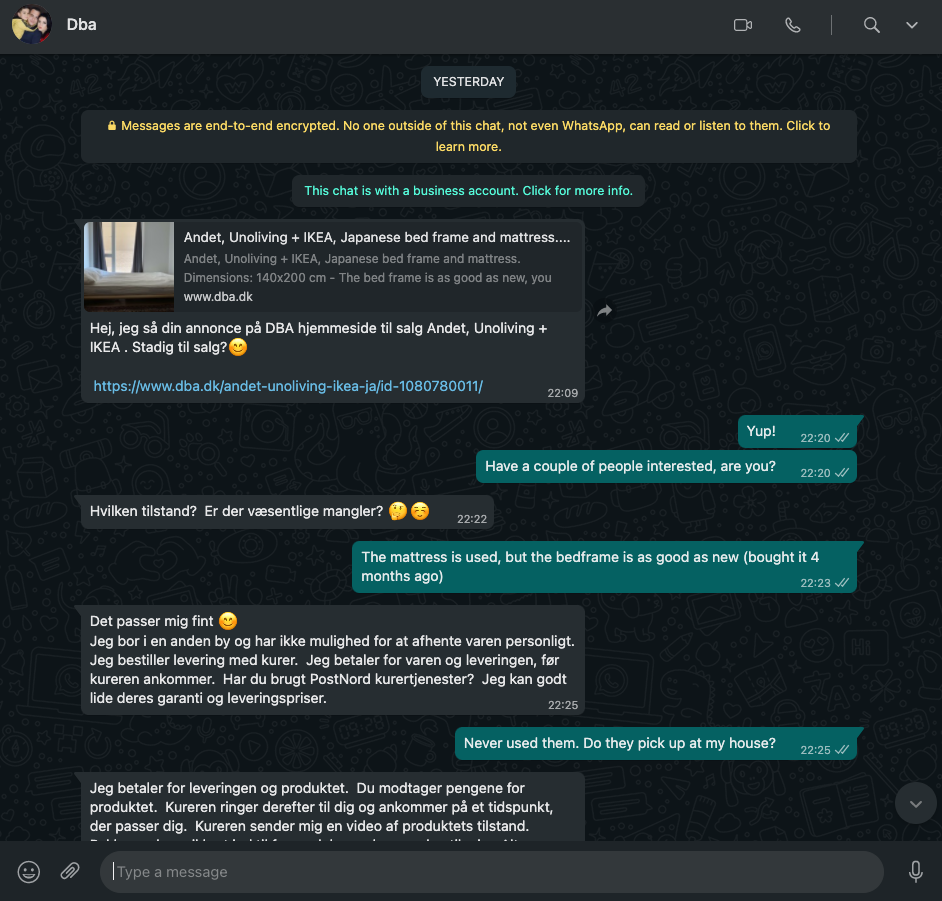 Dba
YESTERDAY
Messages are end-to-end encrypted. No one outside of this chat, not even WhatsApp, can read or listen to them. Click to
learn more.
This chat is with a business account. Click for more info.
Andet, Unoliving + IKEA, Japanese bed frame and mattress....
Andet, Unoliving + IKEA, Japanese bed frame and mattress.
Dimensions: 140x200 cm - The bed frame is as good as new, you
www.dba.dk
Hej, jeg så din annonce på DBA hjemmeside til salg Andet, Unoliving +
IKEA . Stadig til salg?😊
https://www.dba.dk/andet-unoliving-ikea-ja/id-1080780011/
22:09
Yup!
22:20
Have a couple of people interested, are you?
22:20
Hvilken tilstand?  Er der væsentlige mangler? 🤔☺️
22:22
The mattress is used, but the bedframe is as good as new (bought it 4
months ago)
22:23
Det passer mig fint 😊
Jeg bor i en anden by og har ikke mulighed for at afhente varen personligt.
Jeg bestiller levering med kurer.  Jeg betaler for varen og leveringen, før
kureren ankommer.  Har du brugt PostNord kurertjenester?  Jeg kan godt
lide deres garanti og leveringspriser.
22:25
Never used them. Do they pick up at my house?
22:25
Jeg betaler for leveringen og produktet.  Du modtager pengene for
produktet.  Kureren ringer derefter til dig og ankommer på et tidspunkt,
der passer dig.  Kureren sender mig en video af produktets tilstand.
Type a message